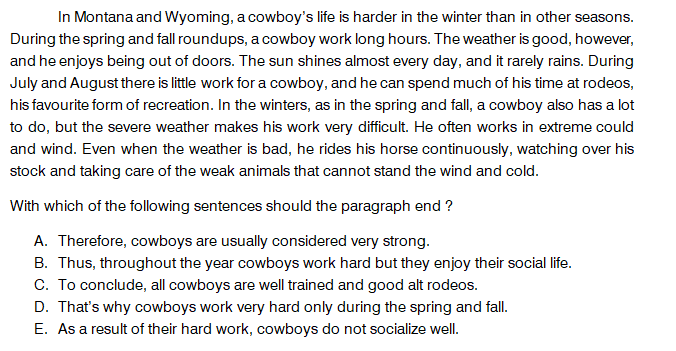 In Montana and Wyoming, a cowboy's life is harder in the winter than in other seasons.
During the spring and fall roundups, a cowboy work long hours. The weather is good, however,
and he enjoys being out of doors. The sun shines almost every day, and it rarely rains. During
July and August there is little work for a cowboy, and he can spend much of his time at rodeos,
his favourite form of recreation. In the winters, as in the spring and fall, a cowboy also has a lot
to do, but the severe weather makes his work very difficult. He often works in extreme could
and wind. Even when the weather is bad, he rides his horse continuously, watching over his
stock and taking care of the weak animals that cannot stand the wind and cold.
With which of the following sentences should the paragraph end ?
A. Therefore, cowboys are usually considered very strong.
B. Thus, throughout the year cowboys work hard but they enjoy their social life.
C. To conclude, all cowboys are well trained and good alt rodeos.
D. That's why cowboys work very hard only during the spring and fall.
E. As a result of their hard work, cowboys do not socialize well.